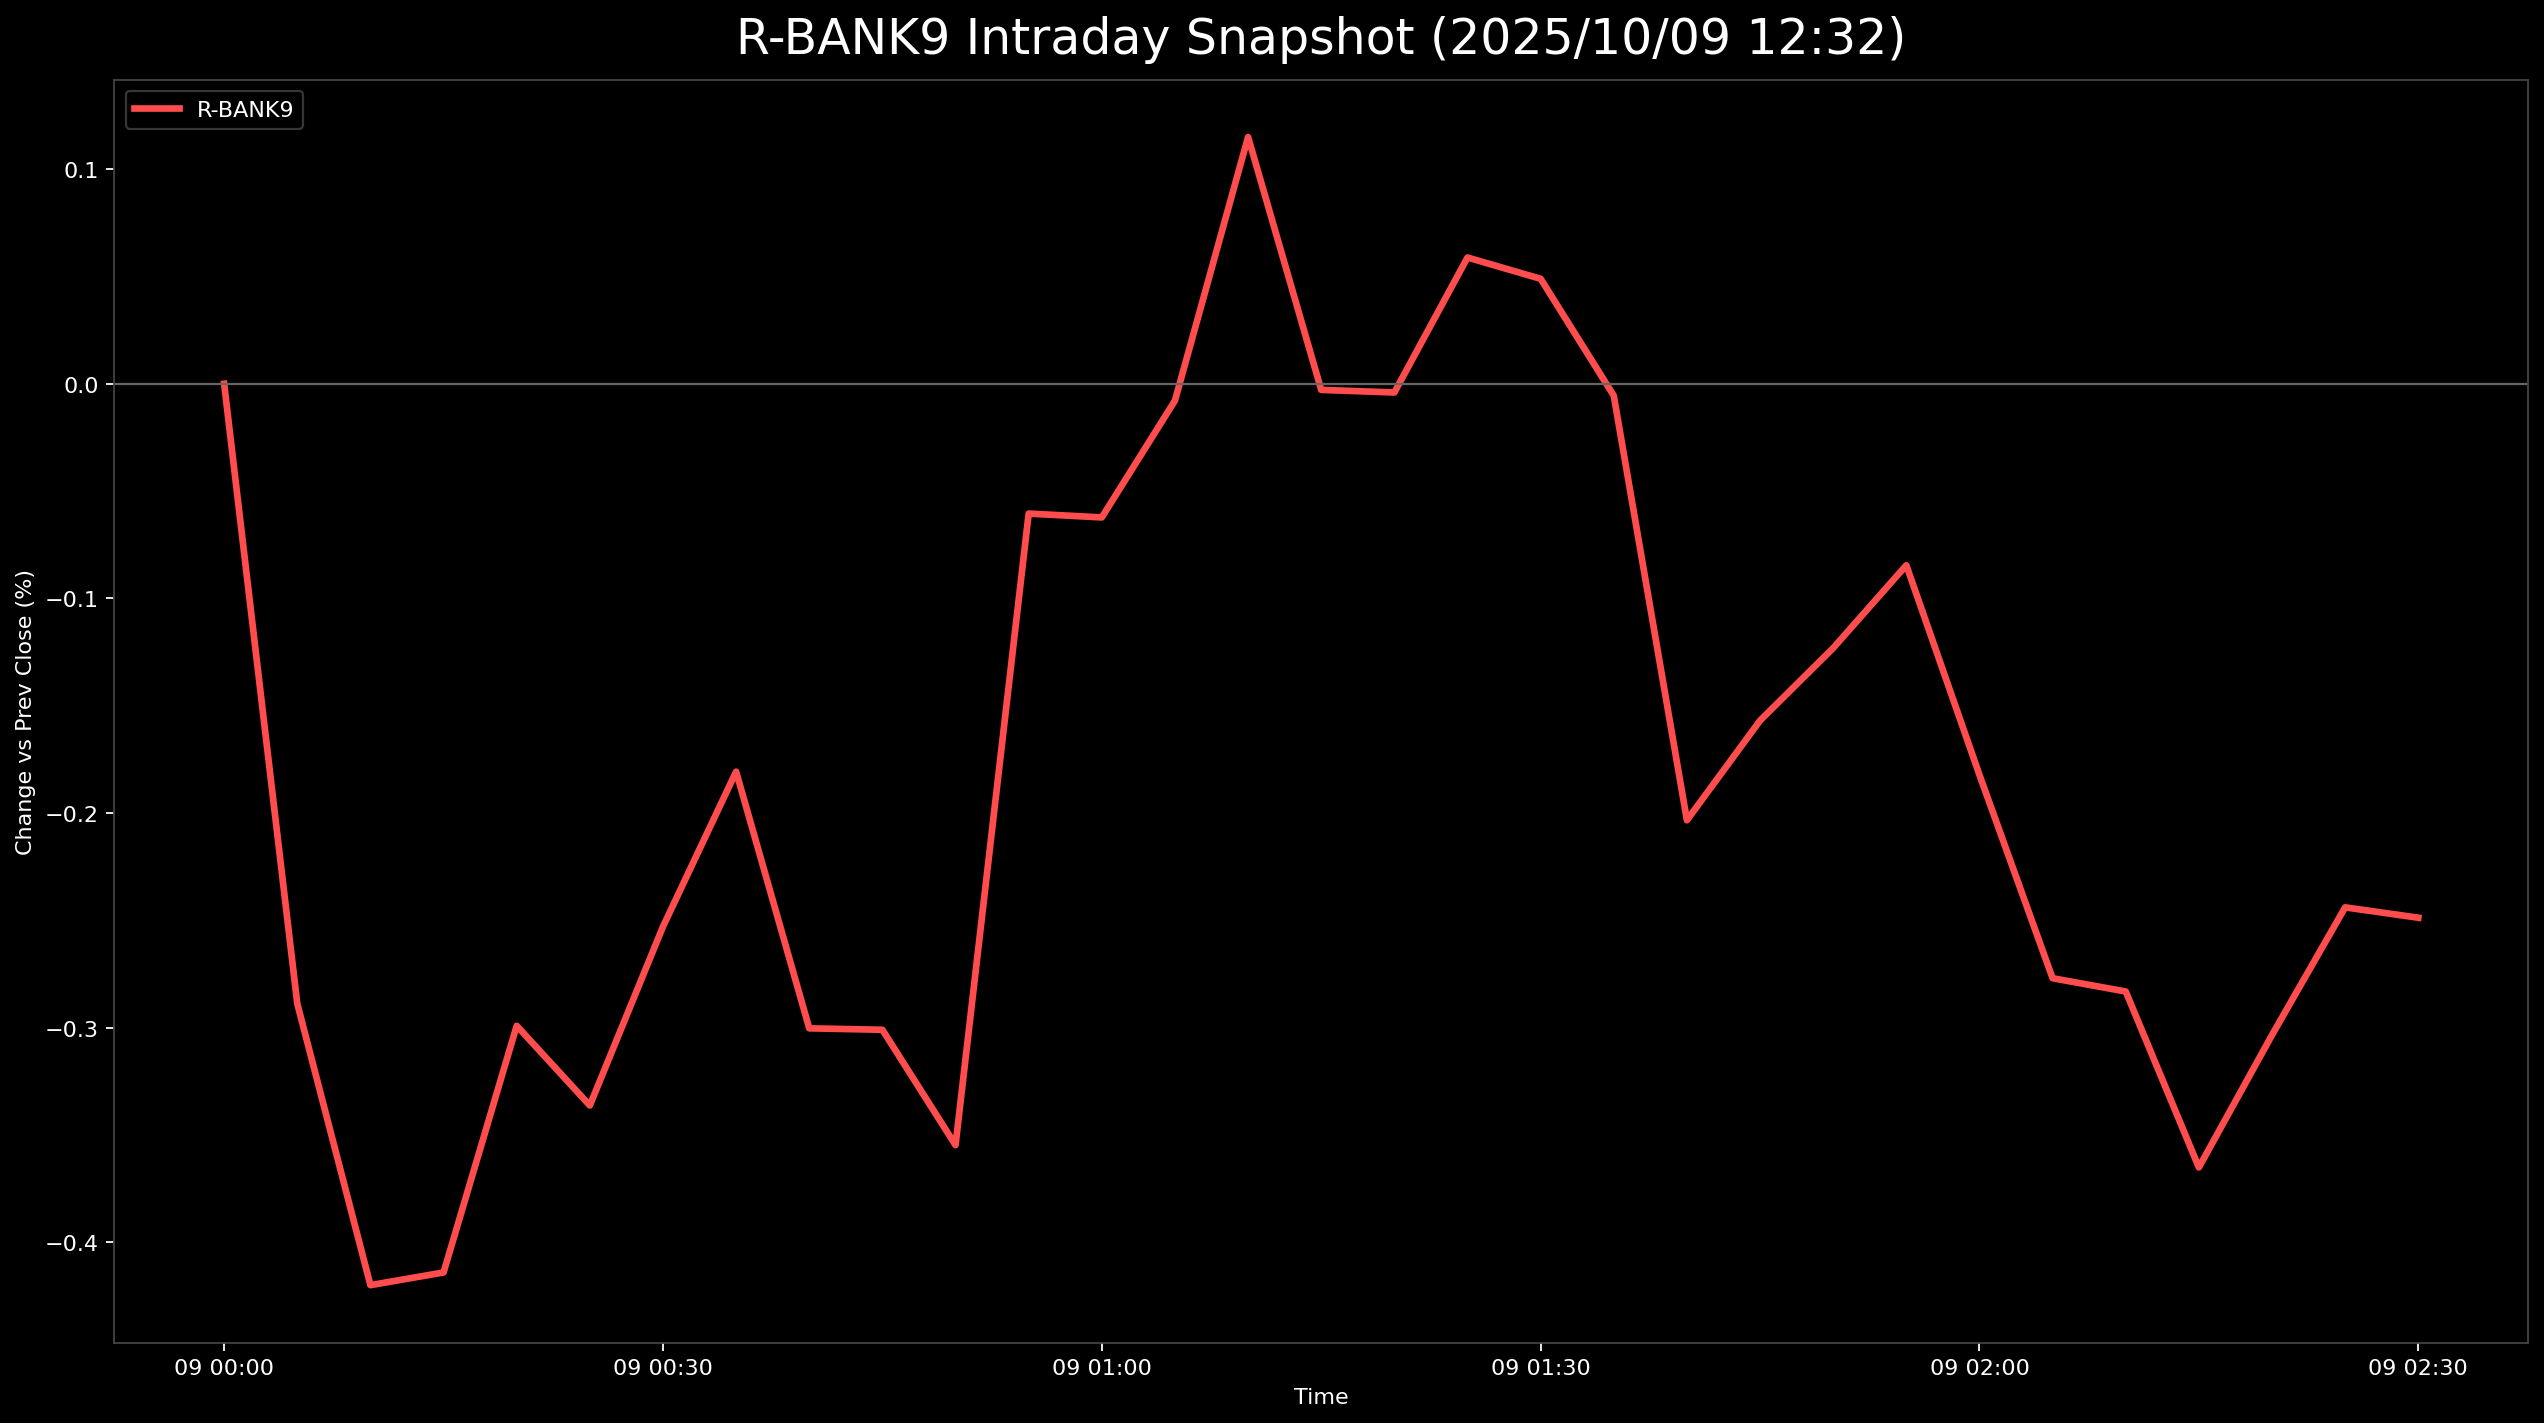 R-BANK9 Intraday Snapshot (2025/10/09 12:32)
R-BANK9
0.1
0.0
−0.1
−0.2
−0.3
−0.4
Change vs Prev Close (%)
09 00:00 09 00:30 09 01:00 09 01:30 09 02:00 09 02:30
Time